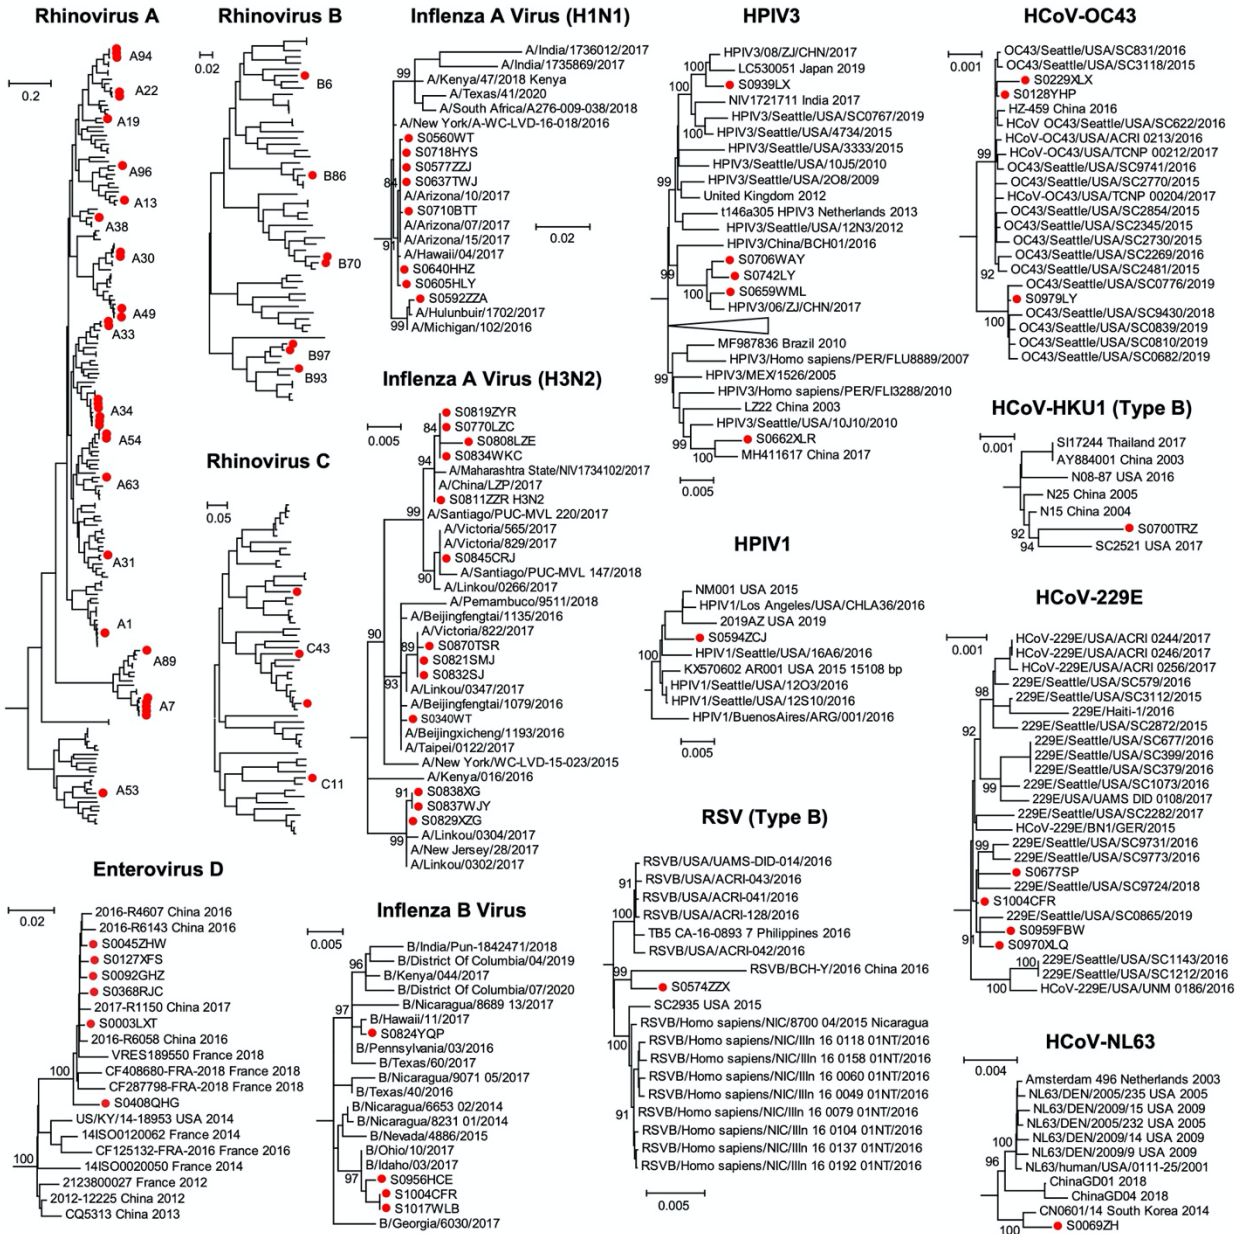 Rhinovirus A
0.2
A94
A22
A19
A96
A13
A38
A30
A49
A33
A34
A54
A63
A31
A1
A89
A7
A53
Rhinovirus B
0.02
B6
B86
B70
B97
B93
Rhinovirus C
0.05
C43
C11
Enterovirus D
0.02
2016-R4607 China 2016
2016-R6143 China 2016
S0045ZHW
S0127XFS
S0092GHZ
S0368RJC
2017-R1150 China 2017
S0003LXT
2016-R6058 China 2016
VRES189550 France 2018
CF408680-FRA-2018 France 2018
100
CF287798-FRA-2018 France 2018
S0408QHG
US/KY/14-18953 USA 2014
14ISO0120062 France 2014
CF125132-FRA-2016 France 2016
100
14ISO0020050 France 2014
2123800027 France 2012
2012-12225 China 2012
CQ5313 China 2013
Inflenza A Virus (H1N1)
A/India/1736012/2017
A/India/1735869/2017
99
A/Kenya/47/2018 Kenya
A/Texas/41/2020
A/South Africa/A276-009-038/2018
A/New York/A-WC-LVD-16-018/2016
S0560WT
S0718HYS
S0577ZZJ
84
S0637TWJ
A/Arizona/10/2017
S0710BTT
A/Arizona/07/2017
0.02
A/Arizona/15/2017
91
A/Hawaii/04/2017
S0640HHZ
S0605HLY
S0592ZZA
A/Hulunbuir/1702/2017
99
A/Michigan/102/2016
Inflenza A Virus (H3N2)
0.005
S0819ZYR
84
S0770LZC
S0808LZE
94
S0834WKC
A/Maharashtra State/NIV1734102/2017
A/China/LZP/2017
S0811ZZR H3N2
99
A/Santiago/PUC-MVL 220/2017
A/Victoria/565/2017
A/Victoria/829/2017
S0845CRJ
90
A/Santiago/PUC-MVL 147/2018
A/Linkou/0266/2017
A/Pernambuco/9511/2018
A/Beijingfengtai/1135/2016
90
A/Victoria/822/2017
89
S0870TSR
S0821SMJ
93
S0832SJ
A/Linkou/0347/2017
A/Beijingfengtai/1079/2016
S0340WT
A/Beijingxicheng/1193/2016
A/Taipei/0122/2017
A/New York/WC-LVD-15-023/2015
A/Kenya/016/2016
91
S0838XG
S0837WJY
S0829XZG
99
A/Linkou/0304/2017
A/New Jersey/28/2017
A/Linkou/0302/2017
Inflenza B Virus
0.005
B/India/Pun-1842471/2018
96
B/District Of Columbia/04/2019
B/Kenya/044/2017
B/District Of Columbia/07/2020
B/Nicaragua/8689 13/2017
97
B/Hawaii/11/2017
S0824YQP
B/Pennsylvania/03/2016
B/Texas/60/2017
B/Nicaragua/9071 05/2017
B/Texas/40/2016
B/Nicaragua/6653 02/2014
B/Nicaragua/8231 01/2014
B/Nevada/4886/2015
B/Ohio/10/2017
B/Idaho/03/2017
97
S0956HCE
S1004CFR
S1017WLB
B/Georgia/6030/2017
HPIV3
HPIV3/08/ZJ/CHN/2017
100
LC530051 Japan 2019
100
S0939LX
NIV1721711 India 2017
HPIV3/Seattle/USA/SC0767/2019
100
HPIV3/Seattle/USA/4734/2015
HPIV3/Seattle/USA/3333/2015
HPIV3/Seattle/USA/10J5/2010
99
HPIV3/Seattle/USA/2O8/2009
United Kingdom 2012
t146a305 HPIV3 Netherlands 2013
HPIV3/Seattle/USA/12N3/2012
HPIV3/China/BCH01/2016
S0706WAY
99
S0742LY
100
S0659WML
HPIV3/06/ZJ/CHN/2017
MF987836 Brazil 2010
HPIV3/Homo sapiens/PER/FLU8889/2007
99
HPIV3/MEX/1526/2005
HPIV3/Homo sapiens/PER/FLI3288/2010
LZ22 China 2003
HPIV3/Seattle/USA/10J10/2010
99
S0662XLR
100
MH411617 China 2017
0.005
HPIV1
NM001 USA 2015
HPIV1/Los Angeles/USA/CHLA36/2016
2019AZ USA 2019
S0594ZCJ
100
HPIV1/Seattle/USA/16A6/2016
KX570602 AR001 USA 2015 15108 bp
HPIV1/Seattle/USA/12O3/2016
HPIV1/Seattle/USA/12S10/2016
HPIV1/BuenosAires/ARG/001/2016
0.005
RSV (Type B)
RSVB/USA/UAMS-DID-014/2016
91
RSVB/USA/ACRI-043/2016
RSVB/USA/ACRI-041/2016
100
RSVB/USA/ACRI-128/2016
TB5 CA-16-0893 7 Philippines 2016
RSVB/USA/ACRI-042/2016
99
RSVB/BCH-Y/2016 China 2016
S0574ZZX
SC2935 USA 2015
RSVB/Homo sapiens/NIC/8700 04/2015 Nicaragua
100
RSVB/Homo sapiens/NIC/IIIn 16 0118 01NT/2016
RSVB/Homo sapiens/NIC/IIIn 16 0158 01NT/2016
RSVB/Homo sapiens/NIC/IIIn 16 0060 01NT/2016
RSVB/Homo sapiens/NIC/IIIn 16 0049 01NT/2016
91
RSVB/Homo sapiens/NIC/IIIn 16 0079 01NT/2016
RSVB/Homo sapiens/NIC/IIIn 16 0104 01NT/2016
RSVB/Homo sapiens/NIC/IIIn 16 0137 01NT/2016
RSVB/Homo sapiens/NIC/IIIn 16 0192 01NT/2016
0.005
HCoV-OC43
0.001
OC43/Seattle/USA/SC831/2016
OC43/Seattle/USA/SC3118/2015
S0229XLX
S0128YHP
HZ-459 China 2016
HCoV OC43/Seattle/USA/SC622/2016
HCoV-OC43/USA/ACRI 0213/2016
99
HCoV-OC43/USA/TCNP 00212/2017
OC43/Seattle/USA/SC9741/2016
OC43/Seattle/USA/SC2770/2015
HCoV-OC43/USA/TCNP 00204/2017
OC43/Seattle/USA/SC2854/2015
OC43/Seattle/USA/SC2345/2015
OC43/Seattle/USA/SC2730/2015
OC43/Seattle/USA/SC2269/2016
92
OC43/Seattle/USA/SC2481/2015
OC43/Seattle/USA/SC0776/2019
S0979LY
100
OC43/Seattle/USA/SC9430/2018
OC43/Seattle/USA/SC0839/2019
OC43/Seattle/USA/SC0810/2019
OC43/Seattle/USA/SC0682/2019
HCoV-HKU1 (Type B)
0.001
SI17244 Thailand 2017
AY884001 China 2003
N08-87 USA 2016
N25 China 2005
N15 China 2004
92
S0700TRZ
94
SC2521 USA 2017
HCoV-229E
0.001
HCoV-229E/USA/ACRI 0244/2017
HCoV-229E/USA/ACRI 0246/2017
HCoV-229E/USA/ACRI 0256/2017
229E/Seattle/USA/SC579/2016
98
229E/Seattle/USA/SC3112/2015
229E/Haiti-1/2016
229E/Seattle/USA/SC2872/2015
92
229E/Seattle/USA/SC677/2016
229E/Seattle/USA/SC399/2016
229E/Seattle/USA/SC379/2016
99
229E/Seattle/USA/SC1073/2016
229E/USA/UAMS DID 0108/2017
229E/Seattle/USA/SC2282/2017
HCoV-229E/BN1/GER/2015
99
229E/Seattle/USA/SC9731/2016
229E/Seattle/USA/SC9773/2016
S0677SP
229E/Seattle/USA/SC9724/2018
S1004CFR
229E/Seattle/USA/SC0865/2019
S0959FBW
91
S0970XLQ
100
229E/Seattle/USA/SC1143/2016
229E/Seattle/USA/SC1212/2016
100
HCoV-229E/USA/UNM 0186/2016
HCoV-NL63
0.004
Amsterdam 496 Netherlands 2003
NL63/DEN/2005/235 USA 2005
NL63/DEN/2009/15 USA 2009
NL63/DEN/2005/232 USA 2005
100
NL63/DEN/2009/14 USA 2009
NL63/DEN/2009/9 USA 2009
96
NL63/human/USA/0111-25/2001
ChinaGD01 2018
ChinaGD04 2018
CN0601/14 South Korea 2014
100
S0069ZH